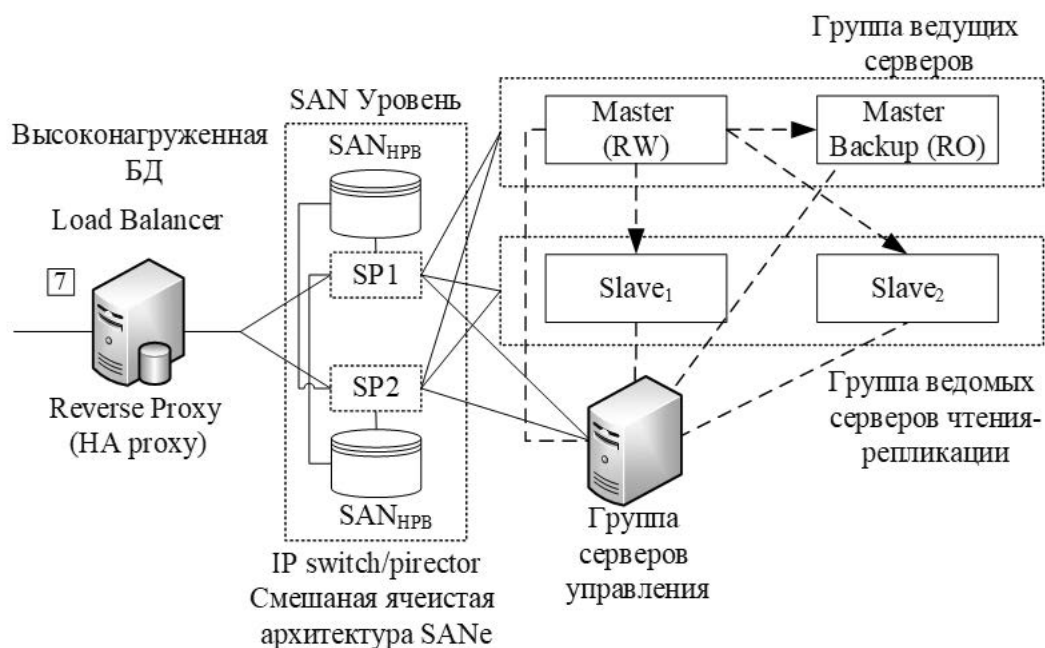 Группа ведущих
серверов
SAN Уровень
Высоконагруженная
БД
Load Balancer
7
Reverse Proxy
(HA proxy)
SANHPB
SP1
SP2
SANHPB
IP switch/pirector
Смешаная ячеистая
архитектура SANe
Master
(RW)
Master
Backup (RO)
Slave1
Slave2
Группа ведомых
серверов чтения-
репликации
Группа
серверов
управления